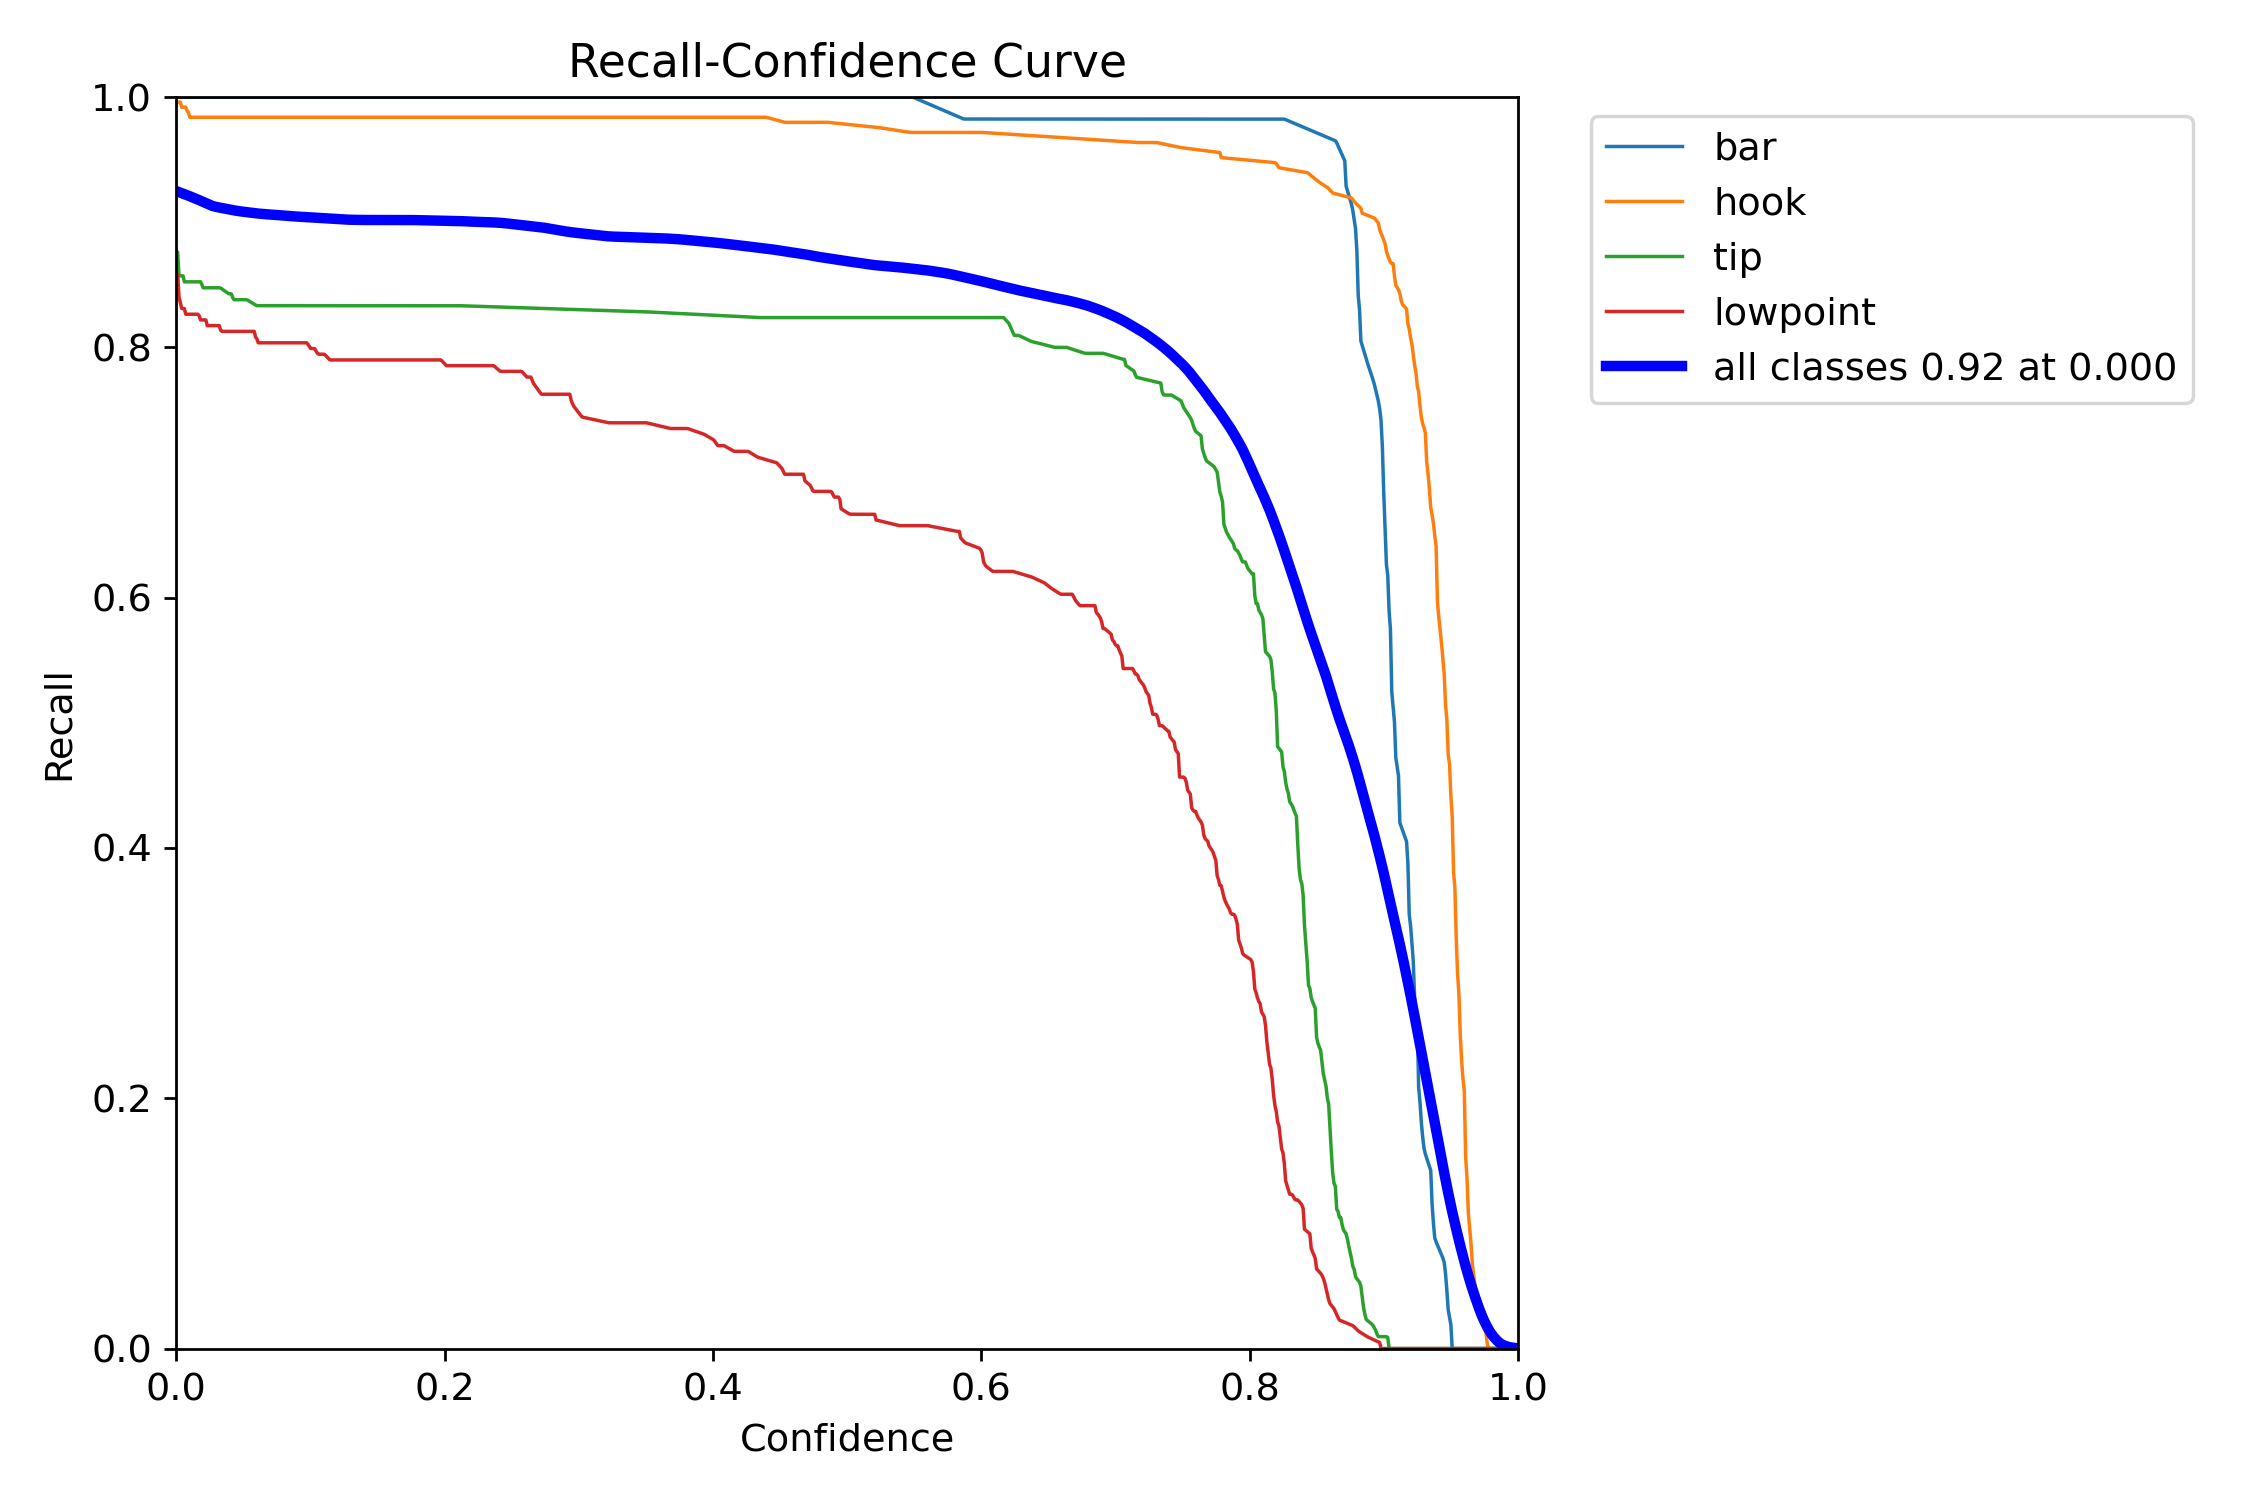 Recall-Confidence Curve
1.0
0.8
0.6
0.4
0.2
0.0
Recall
0.0 0.2 0.4 0.6 0.8 1.0
Confidence
bar
hook
tip
lowpoint
all classes 0.92 at 0.000